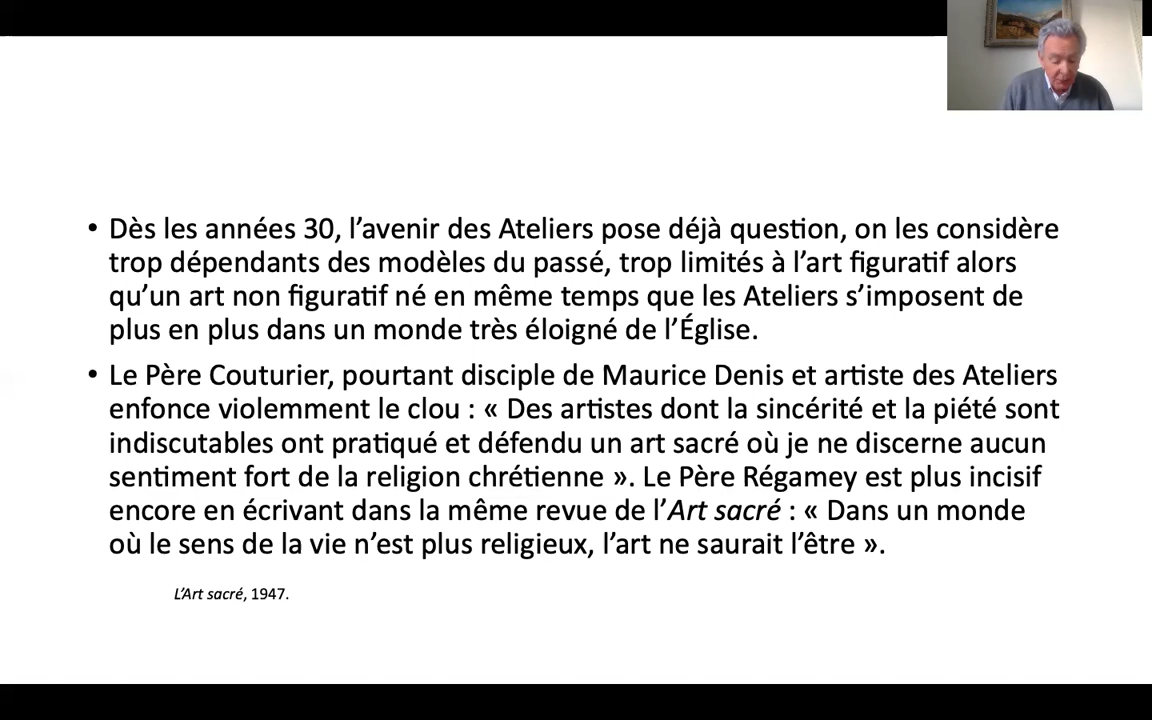 • Dès les années 30, l’avenir des Ateliers pose déjà question, on les considère
trop dépendants des modèles du passé, trop limités à l’art figuratif alors
qu’un art non figuratif né en même temps que les Ateliers s’imposent de
plus en plus dans un monde très éloigné de l’Église.
• Le Père Couturier, pourtant disciple de Maurice Denis et artiste des Ateliers
enfonce violemment le clou : « Des artistes dont la sincérité et la piété sont
indiscutables ont pratiqué et défendu un art sacré où je ne discerne aucun
sentiment fort de la religion chrétienne ». Le Père Régamey est plus incisif
encore en écrivant dans la même revue de l’Art sacré : « Dans un monde
où le sens de la vie n’est plus religieux, l’art ne saurait l’être ».
L’Art sacré, 1947.